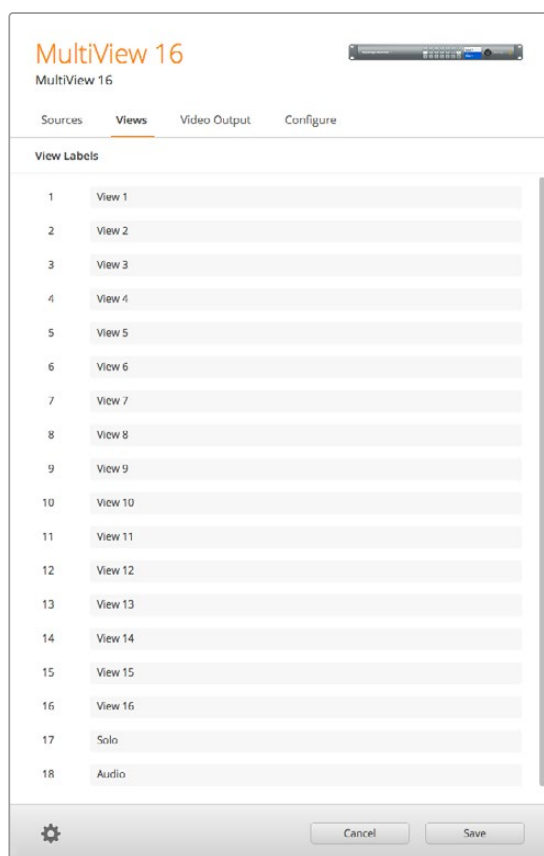 MultiView 16
MultiView 16
Sources Views Video Output Configure
View Labels
1 View 1
2 View 2
3 View 3
4 View 4
5 View 5
6 View 6
7 View 7
8 View 8
9 View 9
10 View 10
11 View 11
12 View 12
13 View 13
14 View 14
15 View 15
16 View 16
17 Solo
18 Audio
Cancel Save